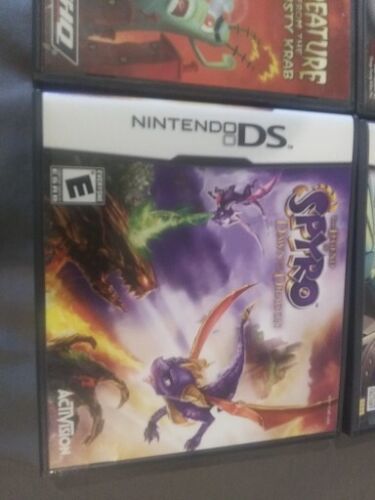 CREATURE
FROM THE
KRUSTY KRAB
THQ
NINTENDO DS
E
THE LEGEND OF
SPYRO
DAWN OF THE DRAGON
ACTIVISION